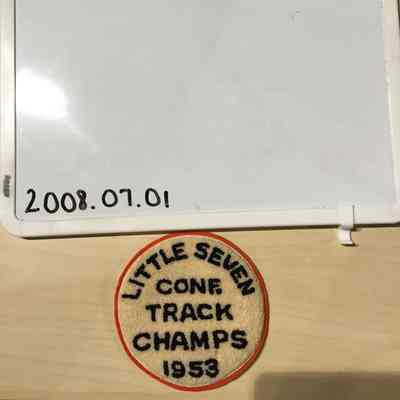 2008.07.01
LITTLE SEVEN
CONF.
TRACK
CHAMPS
1953